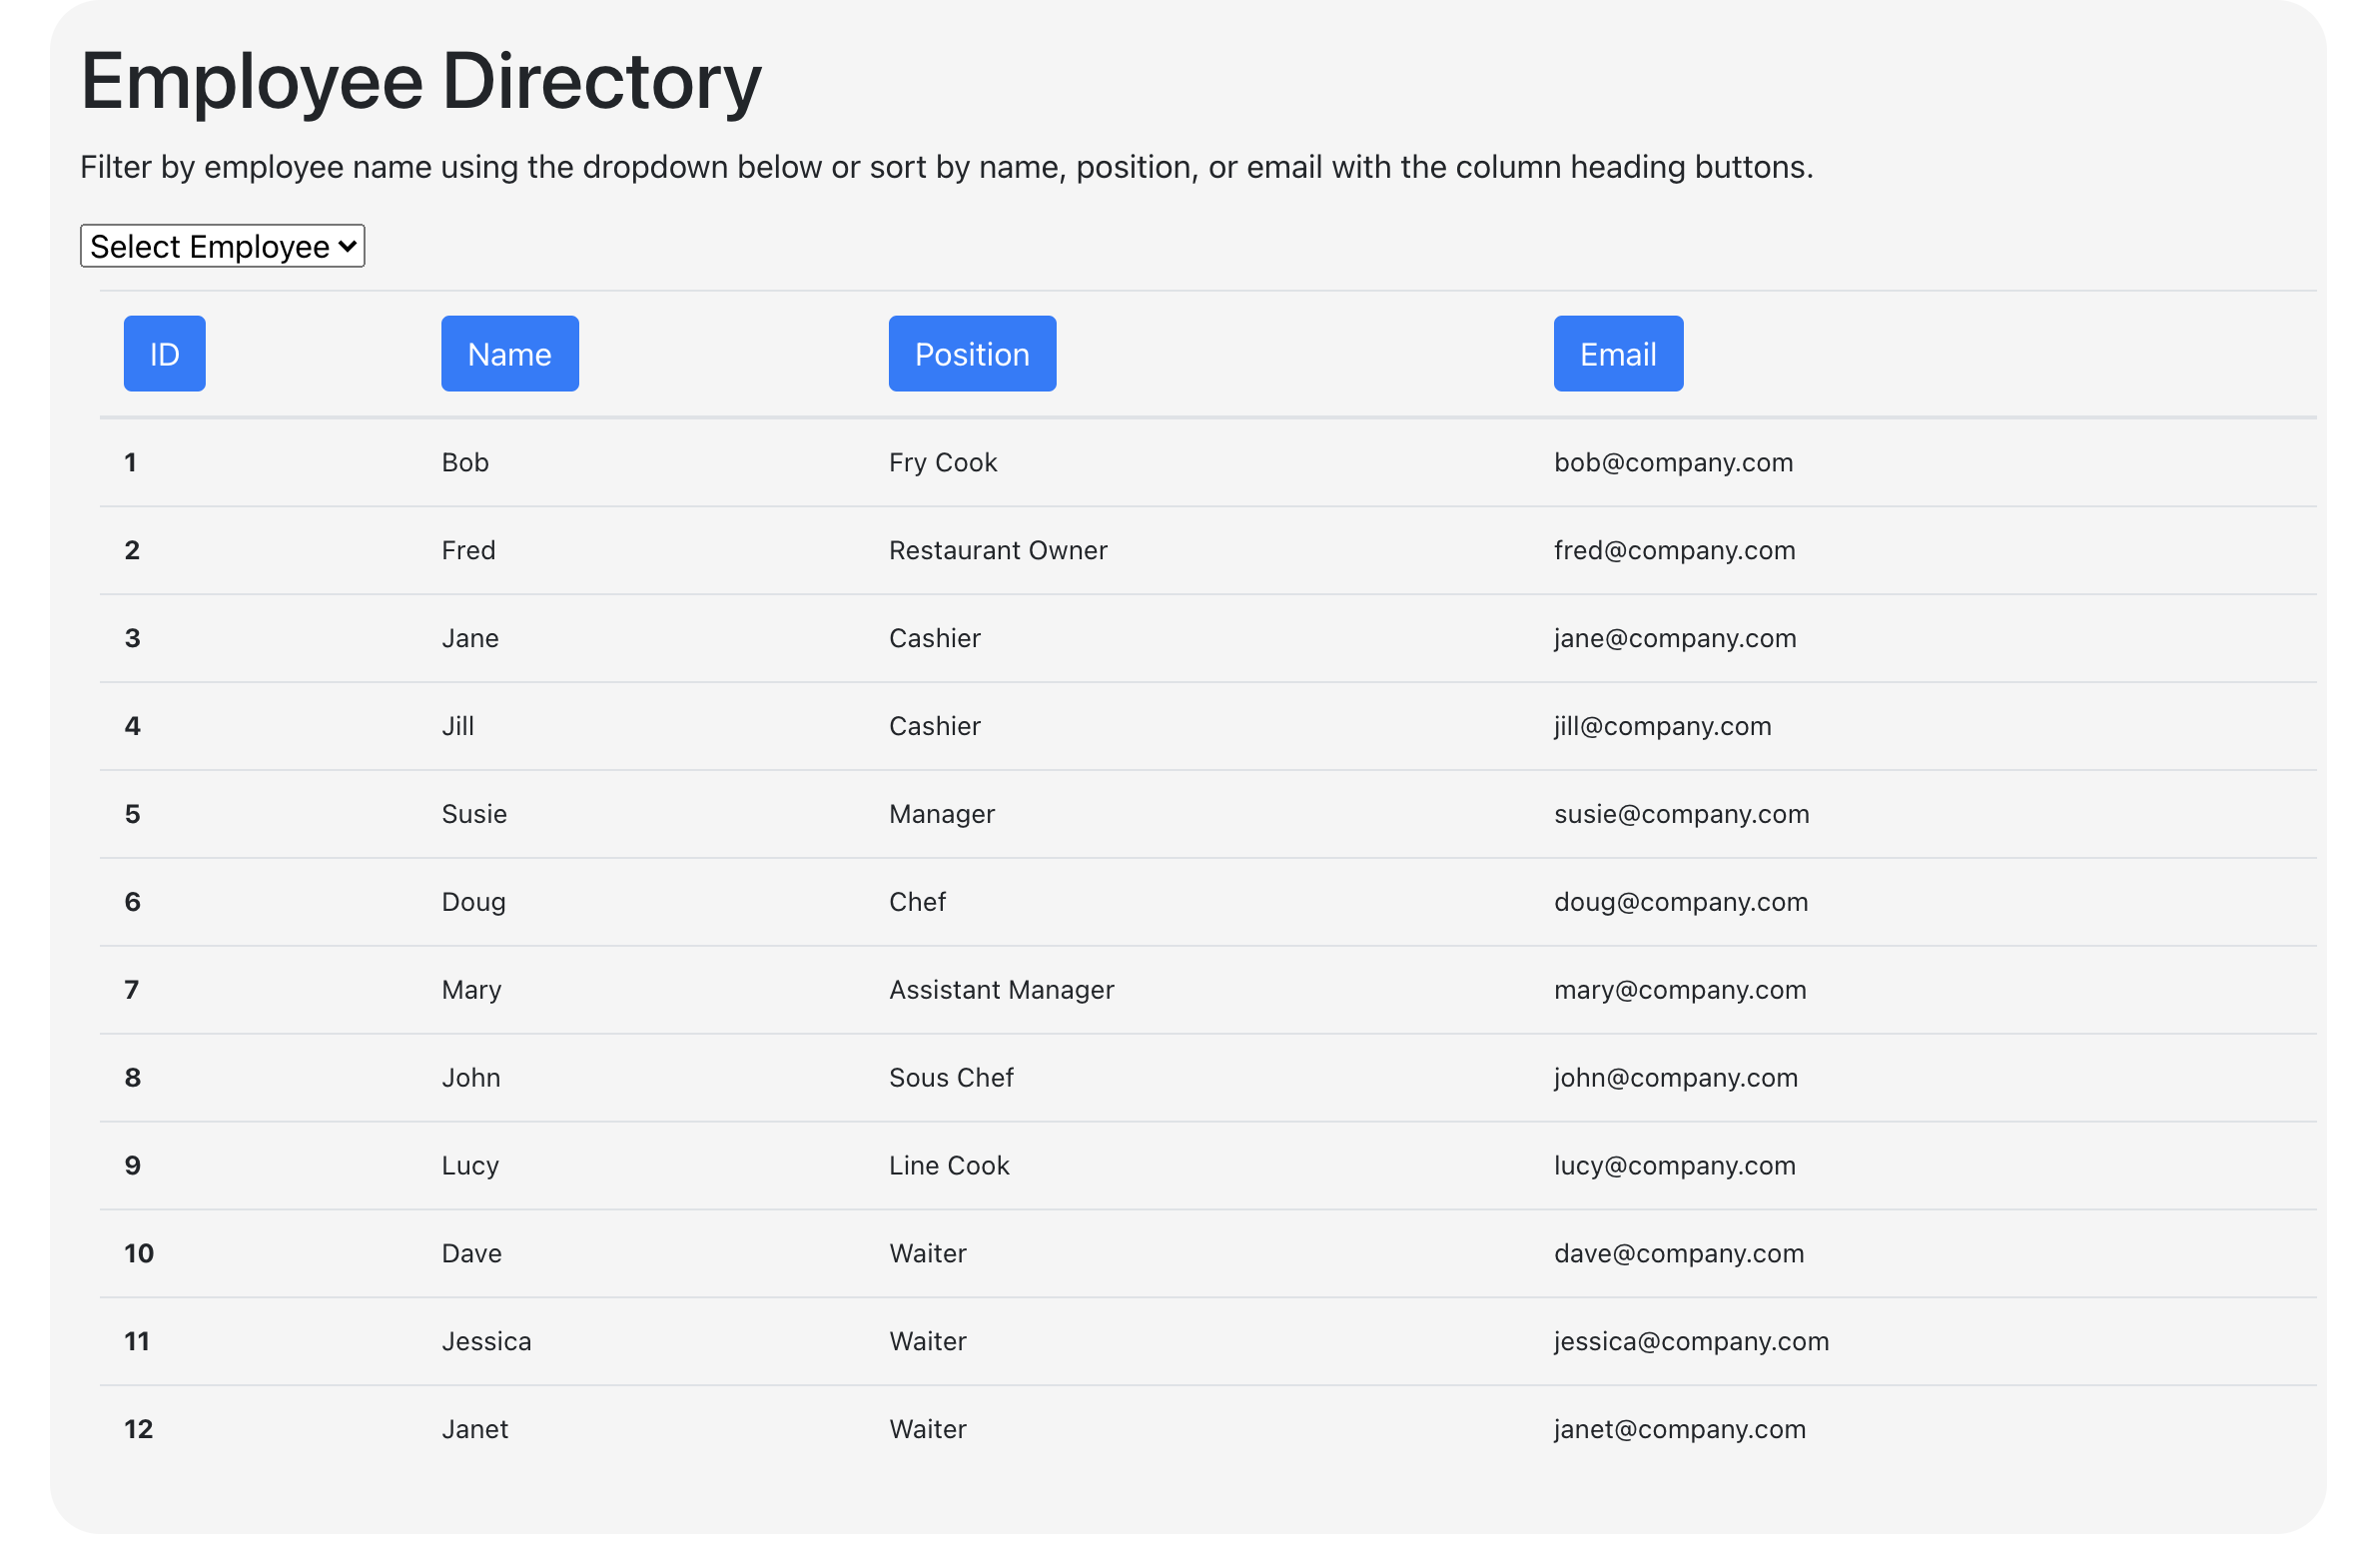 Employee Directory
Filter by employee name using the dropdown below or sort by name, position, or email with the column heading buttons.
Select Employee
ID Name Position Email
1 Bob Fry Cook bob@company.com
2 Fred Restaurant Owner fred@company.com
3 Jane Cashier jane@company.com
4 Jill Cashier jill@company.com
5 Susie Manager susie@company.com
6 Doug Chef doug@company.com
7 Mary Assistant Manager mary@company.com
8 John Sous Chef john@company.com
9 Lucy Line Cook lucy@company.com
10 Dave Waiter dave@company.com
11 Jessica Waiter jessica@company.com
12 Janet Waiter janet@company.com